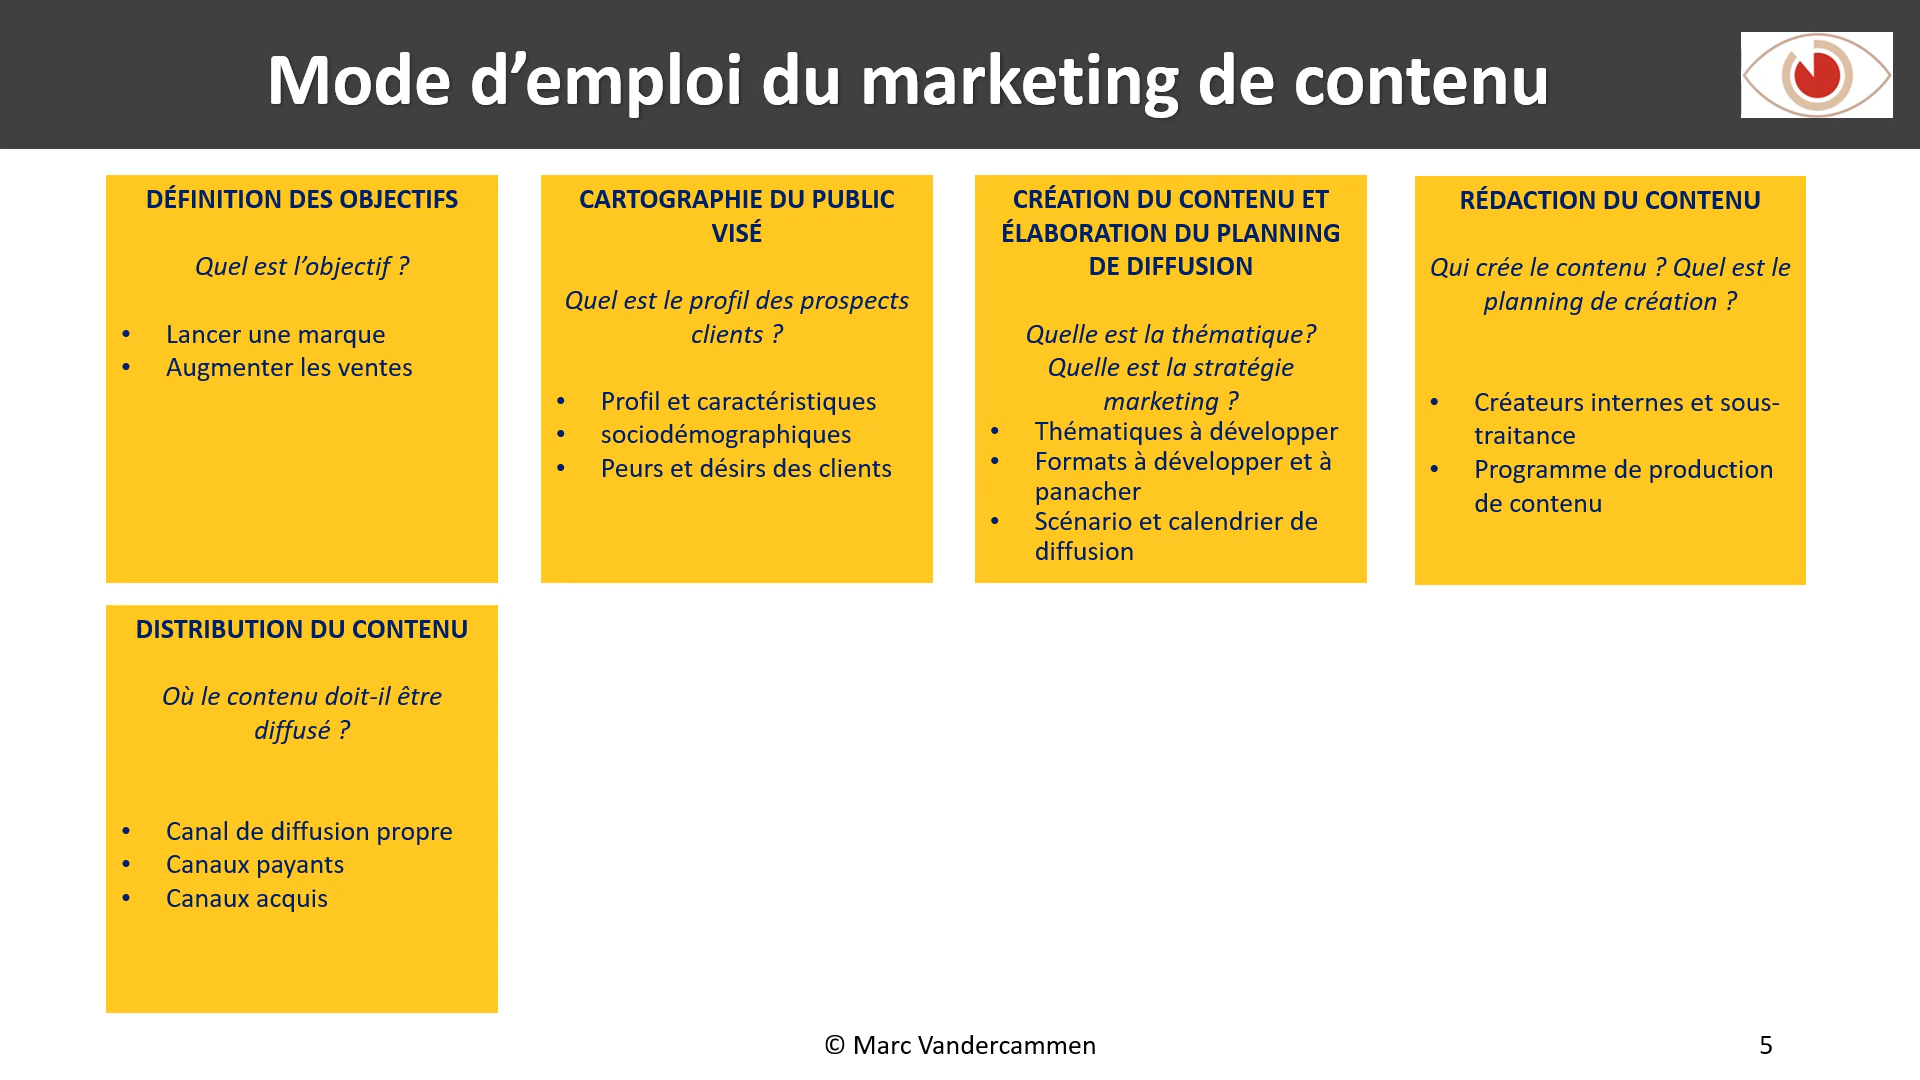 Mode d’emploi du marketing de contenu
DÉFINITION DES OBJECTIFS
Quel est l’objectif ?
• Lancer une marque
• Augmenter les ventes
CARTOGRAPHIE DU PUBLIC
VISÉ
Quel est le profil des prospects
clients ?
• Profil et caractéristiques
• sociodémographiques
• Peurs et désirs des clients
CRÉATION DU CONTENU ET
ÉLABORATION DU PLANNING
DE DIFFUSION
Quelle est la thématique?
Quelle est la stratégie
marketing ?
• Thématiques à développer
• Formats à développer et à
panacher
• Scénario et calendrier de
diffusion
RÉDACTION DU CONTENU
Qui crée le contenu ? Quel est le
planning de création ?
• Créateurs internes et sous-
traitance
• Programme de production
de contenu
DISTRIBUTION DU CONTENU
Où le contenu doit-il être
diffusé ?
• Canal de diffusion propre
• Canaux payants
• Canaux acquis
© Marc Vandercammen
5